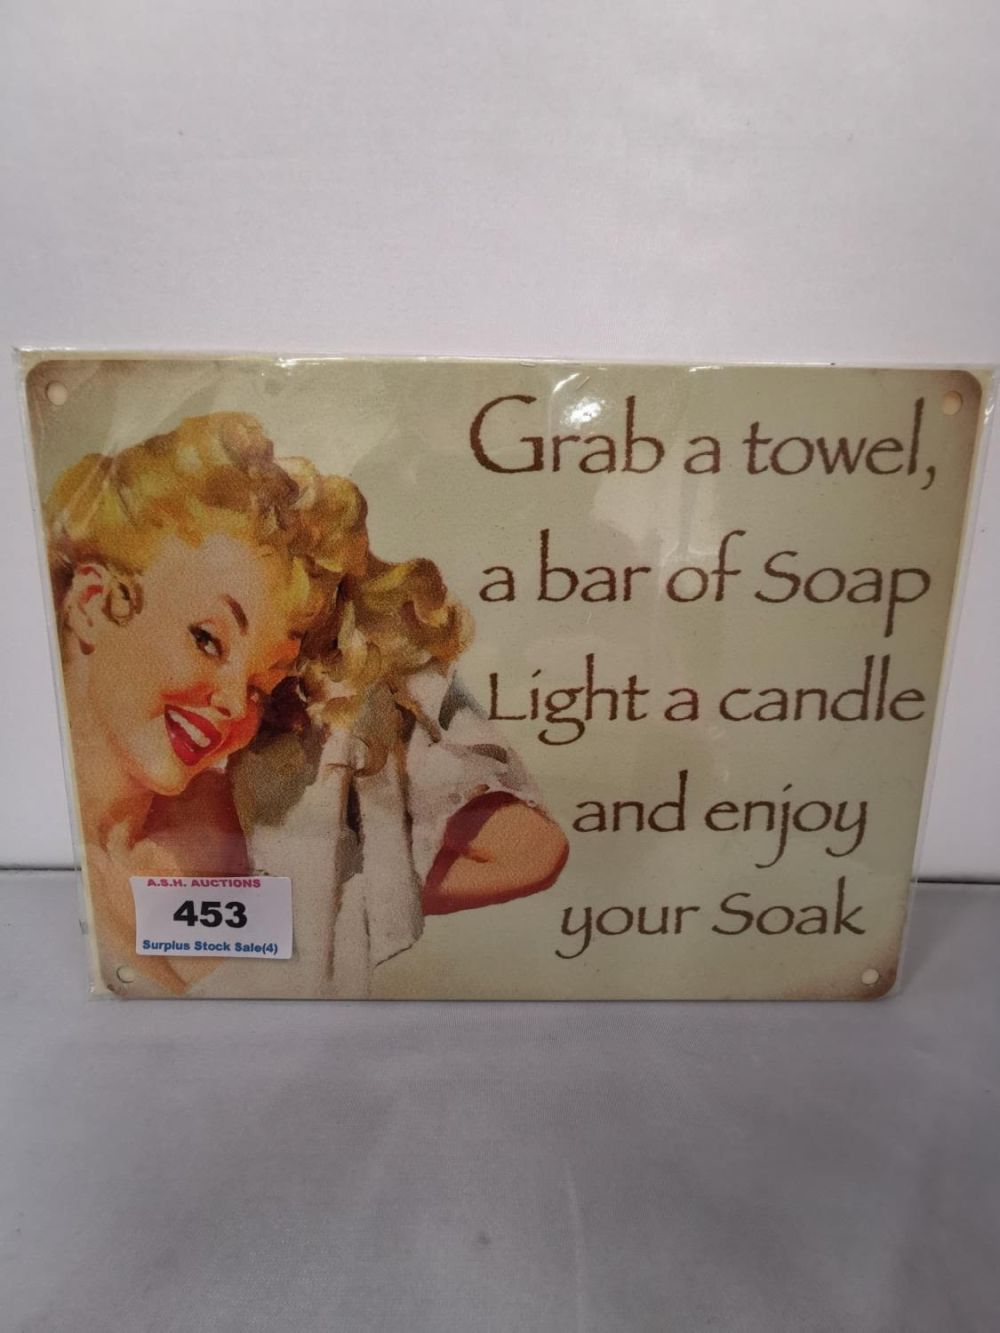 Grab a towel,
a bar of Soap
Light a candle
and enjoy
your Soak
A.S.H. AUCTIONS
453
Surplus Stock Sale(4)